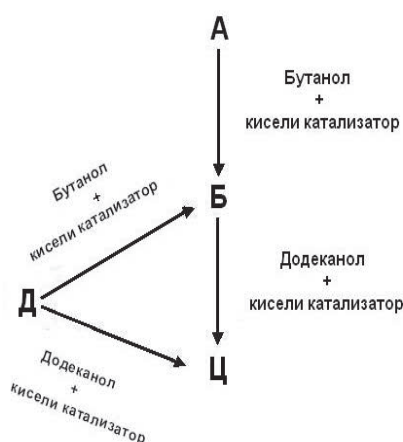 А
Бутанол
+
кисели катализатор
Бутанол
+
кисели катализатор
Б
Додеканол
+
кисели катализатор
Д
Ц
Додеканол
+
кисели катализатор